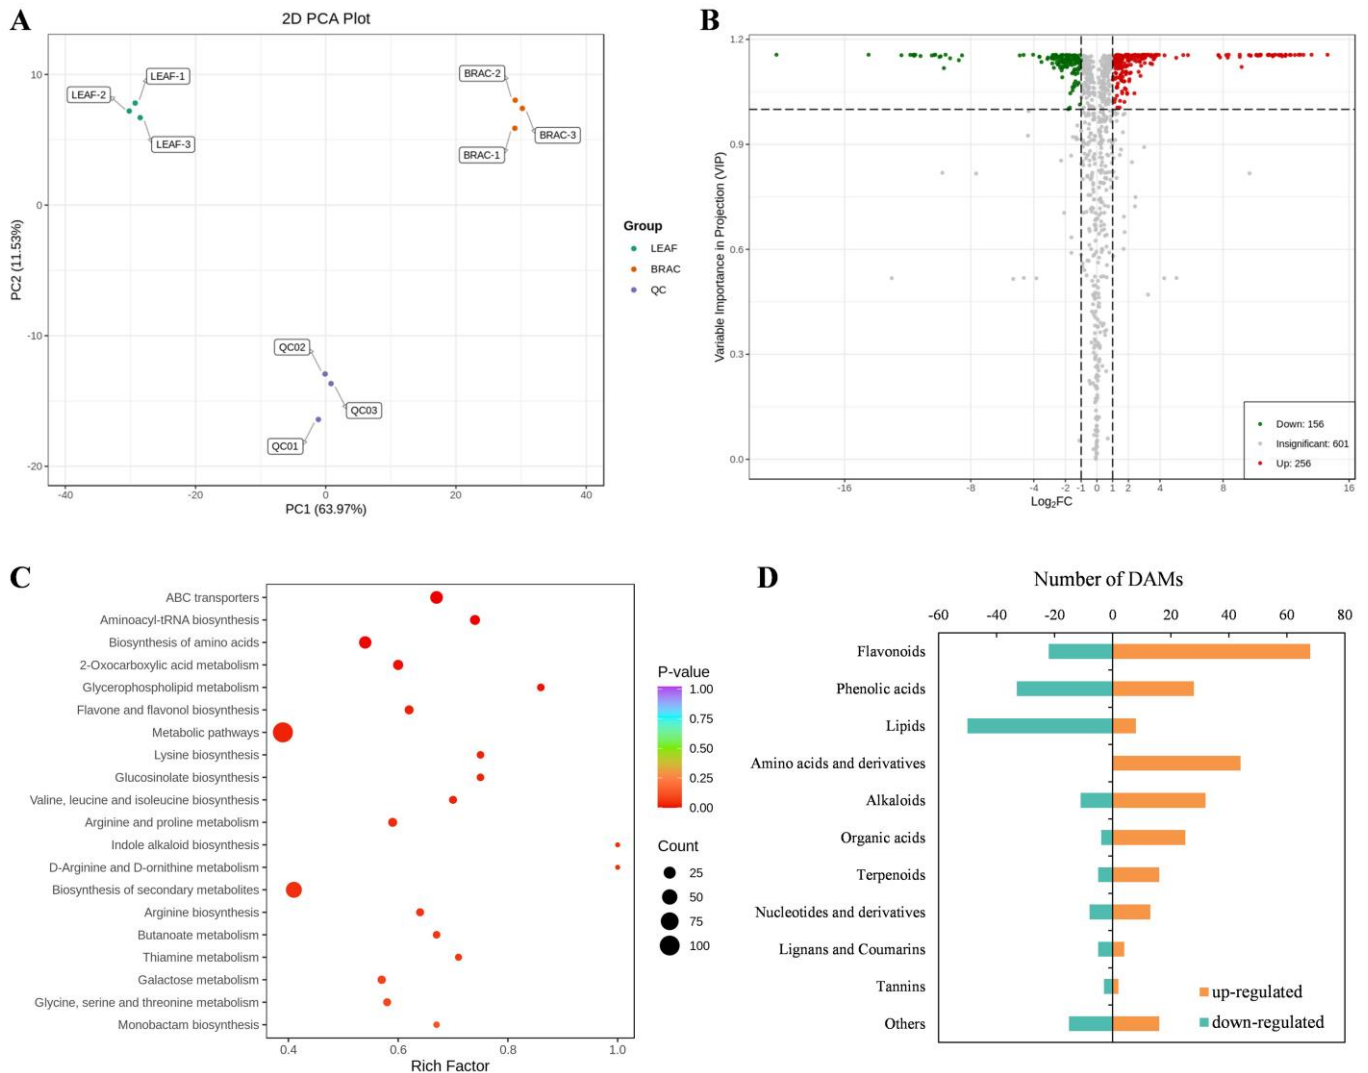 A
2D PCA Plot
10
0
-10
-20
PC2 (11.53%)
LEAF-1
LEAF-2
LEAF-3
BRAC-2
BRAC-3
BRAC-1
QC02
QC03
QC01
-40
-20
0
20
40
PC1 (63.97%)
Group
LEAF
BRAC
QC
B
1.2
0.9
0.6
0.3
0.0
Variable Importance in Projection (VIP)
Down: 156
Insignificant: 601
Up: 256
-16
-8
-4
-2
-1
0
1
2
4
8
16
Log2FC
C
ABC transporters
Aminoacyl-tRNA biosynthesis
Biosynthesis of amino acids
2-Oxocarboxylic acid metabolism
Glycerophospholipid metabolism
Flavone and flavonol biosynthesis
Metabolic pathways
Lysine biosynthesis
Glucosinolate biosynthesis
Valine, leucine and isoleucine biosynthesis
Arginine and proline metabolism
Indole alkaloid biosynthesis
D-Arginine and D-ornithine metabolism
Biosynthesis of secondary metabolites
Arginine biosynthesis
Butanoate metabolism
Thiamine metabolism
Galactose metabolism
Glycine, serine and threonine metabolism
Monobactam biosynthesis
0.4
0.6
0.8
1.0
Rich Factor
P-value
1.00
0.75
0.50
0.25
0.00
Count
25
50
75
100
D
Number of DAMs
-60
-40
-20
0
20
40
60
80
Flavonoids
Phenolic acids
Lipids
Amino acids and derivatives
Alkaloids
Organic acids
Terpenoids
Nucleotides and derivatives
Lignans and Coumarins
Tannins
Others
up-regulated
down-regulated